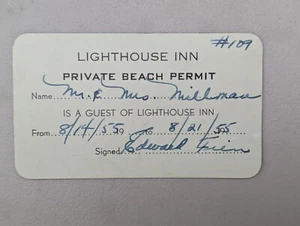 #109
LIGHTHOUSE INN
PRIVATE BEACH PERMIT
Name Mr. & Mrs. Millman
IS A GUEST OF LIGHTHOUSE INN
From 8/14/55 19 to 8/21/55
Signed Edward